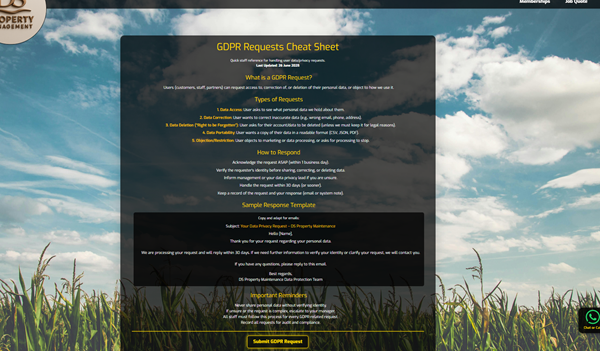 PROPERTY
MANAGEMENT
Memberships
Job Quote
GDPR Requests Cheat Sheet
Quick staff reference for handling user data/privacy requests.
Last Updated: 26 June 2025
What is a GDPR Request?
Users (customers, staff, partners) can request access to, correction of, or deletion of their personal data, or object to how we use it.
Types of Requests
1. Data Access: User asks to see what personal data we hold about them.
2. Data Correction: User wants to correct inaccurate data (e.g., wrong email, phone, address).
3. Data Deletion ("Right to be Forgotten"): User asks for their account/data to be deleted (unless we must keep it for legal reasons).
4. Data Portability: User wants a copy of their data in a readable format (CSV, JSON, PDF).
5. Objection/Restriction: User objects to marketing or data processing, or asks for processing to stop.
How to Respond
Acknowledge the request ASAP (within 1 business day).
Verify the requester's identity before sharing, correcting, or deleting data.
Inform management or your data privacy lead if you are unsure.
Handle the request within 30 days (or sooner).
Keep a record of the request and your response (email or system note).
Sample Response Template
Copy and adapt for emails:
Subject: Your Data Privacy Request – DS Property Maintenance
Hello [Name],
Thank you for your request regarding your personal data.
We are processing your request and will reply within 30 days. If we need further information to verify your identity or clarify your request, we will contact you.
If you have any questions, please reply to this email.
Best regards,
DS Property Maintenance Data Protection Team
Important Reminders
Never share personal data without verifying identity.
If unsure or the request is complex, escalate to your manager.
All staff must follow this process for every GDPR-related request.
Record all requests for audit and compliance.
Submit GDPR Request